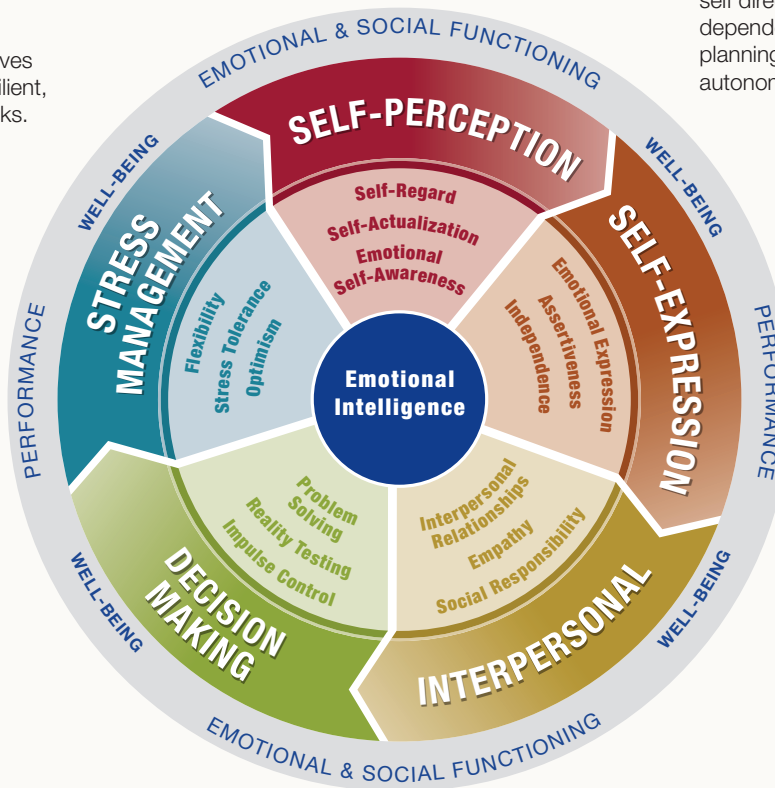 ves
ilient,
ks.
self dire
depend
planning
autonom
EMOTIONAL & SOCIAL FUNCTIONING
WELL-BEING
WELL-BEING
PERFORMANCE
PERFORMANCE
WELL-BEING
WELL-BEING
EMOTIONAL & SOCIAL FUNCTIONING
SELF-PERCEPTION
Self-Regard
Self-Actualization
Emotional
Self-Awareness
SELF-EXPRESSION
Emotional Expression
Assertiveness
Independence
INTERPERSONAL
Interpersonal
Relationships
Empathy
Social Responsibility
DECISION
MAKING
Problem
Solving
Reality Testing
Impulse Control
STRESS
MANAGEMENT
Flexibility
Stress Tolerance
Optimism
Emotional
Intelligence